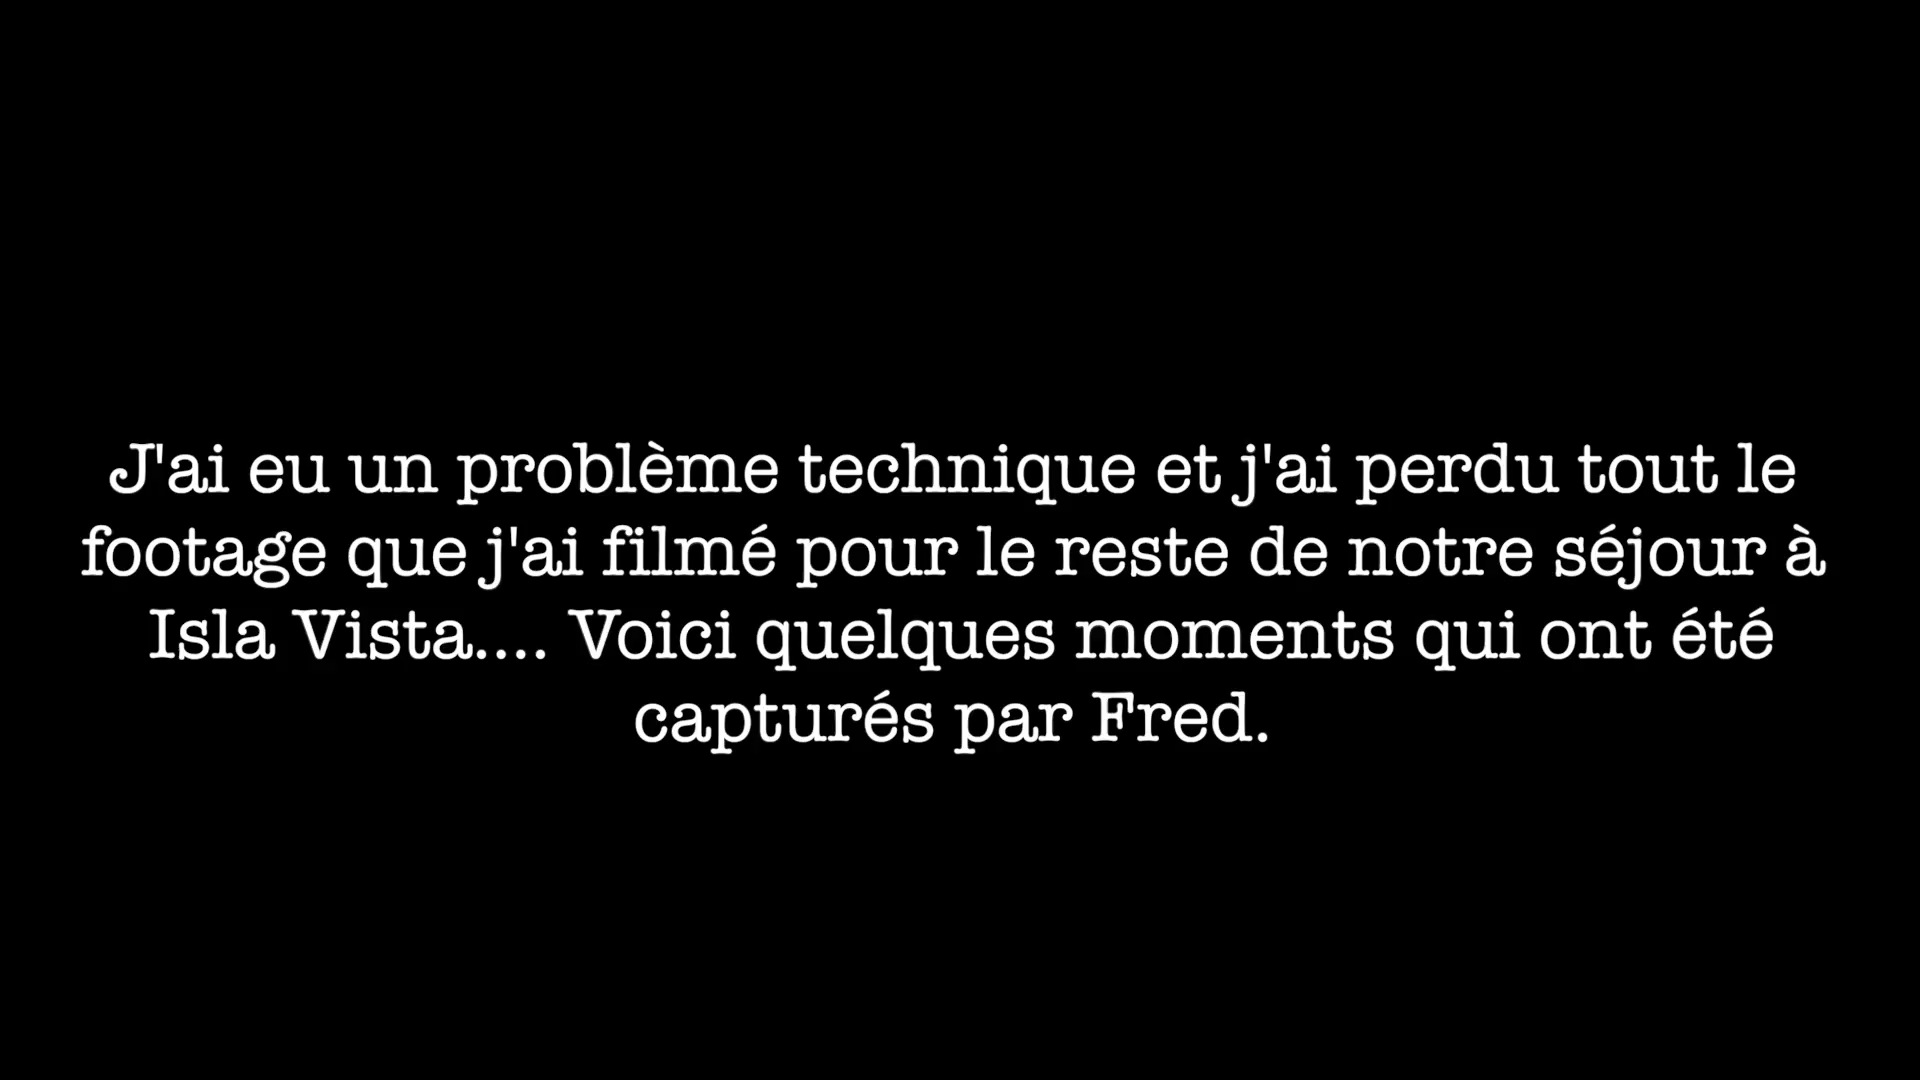 J'ai eu un problème technique et j'ai perdu tout le
footage que j'ai filmé pour le reste de notre séjour à
Isla Vista.... Voici quelques moments qui ont été
capturés par Fred.